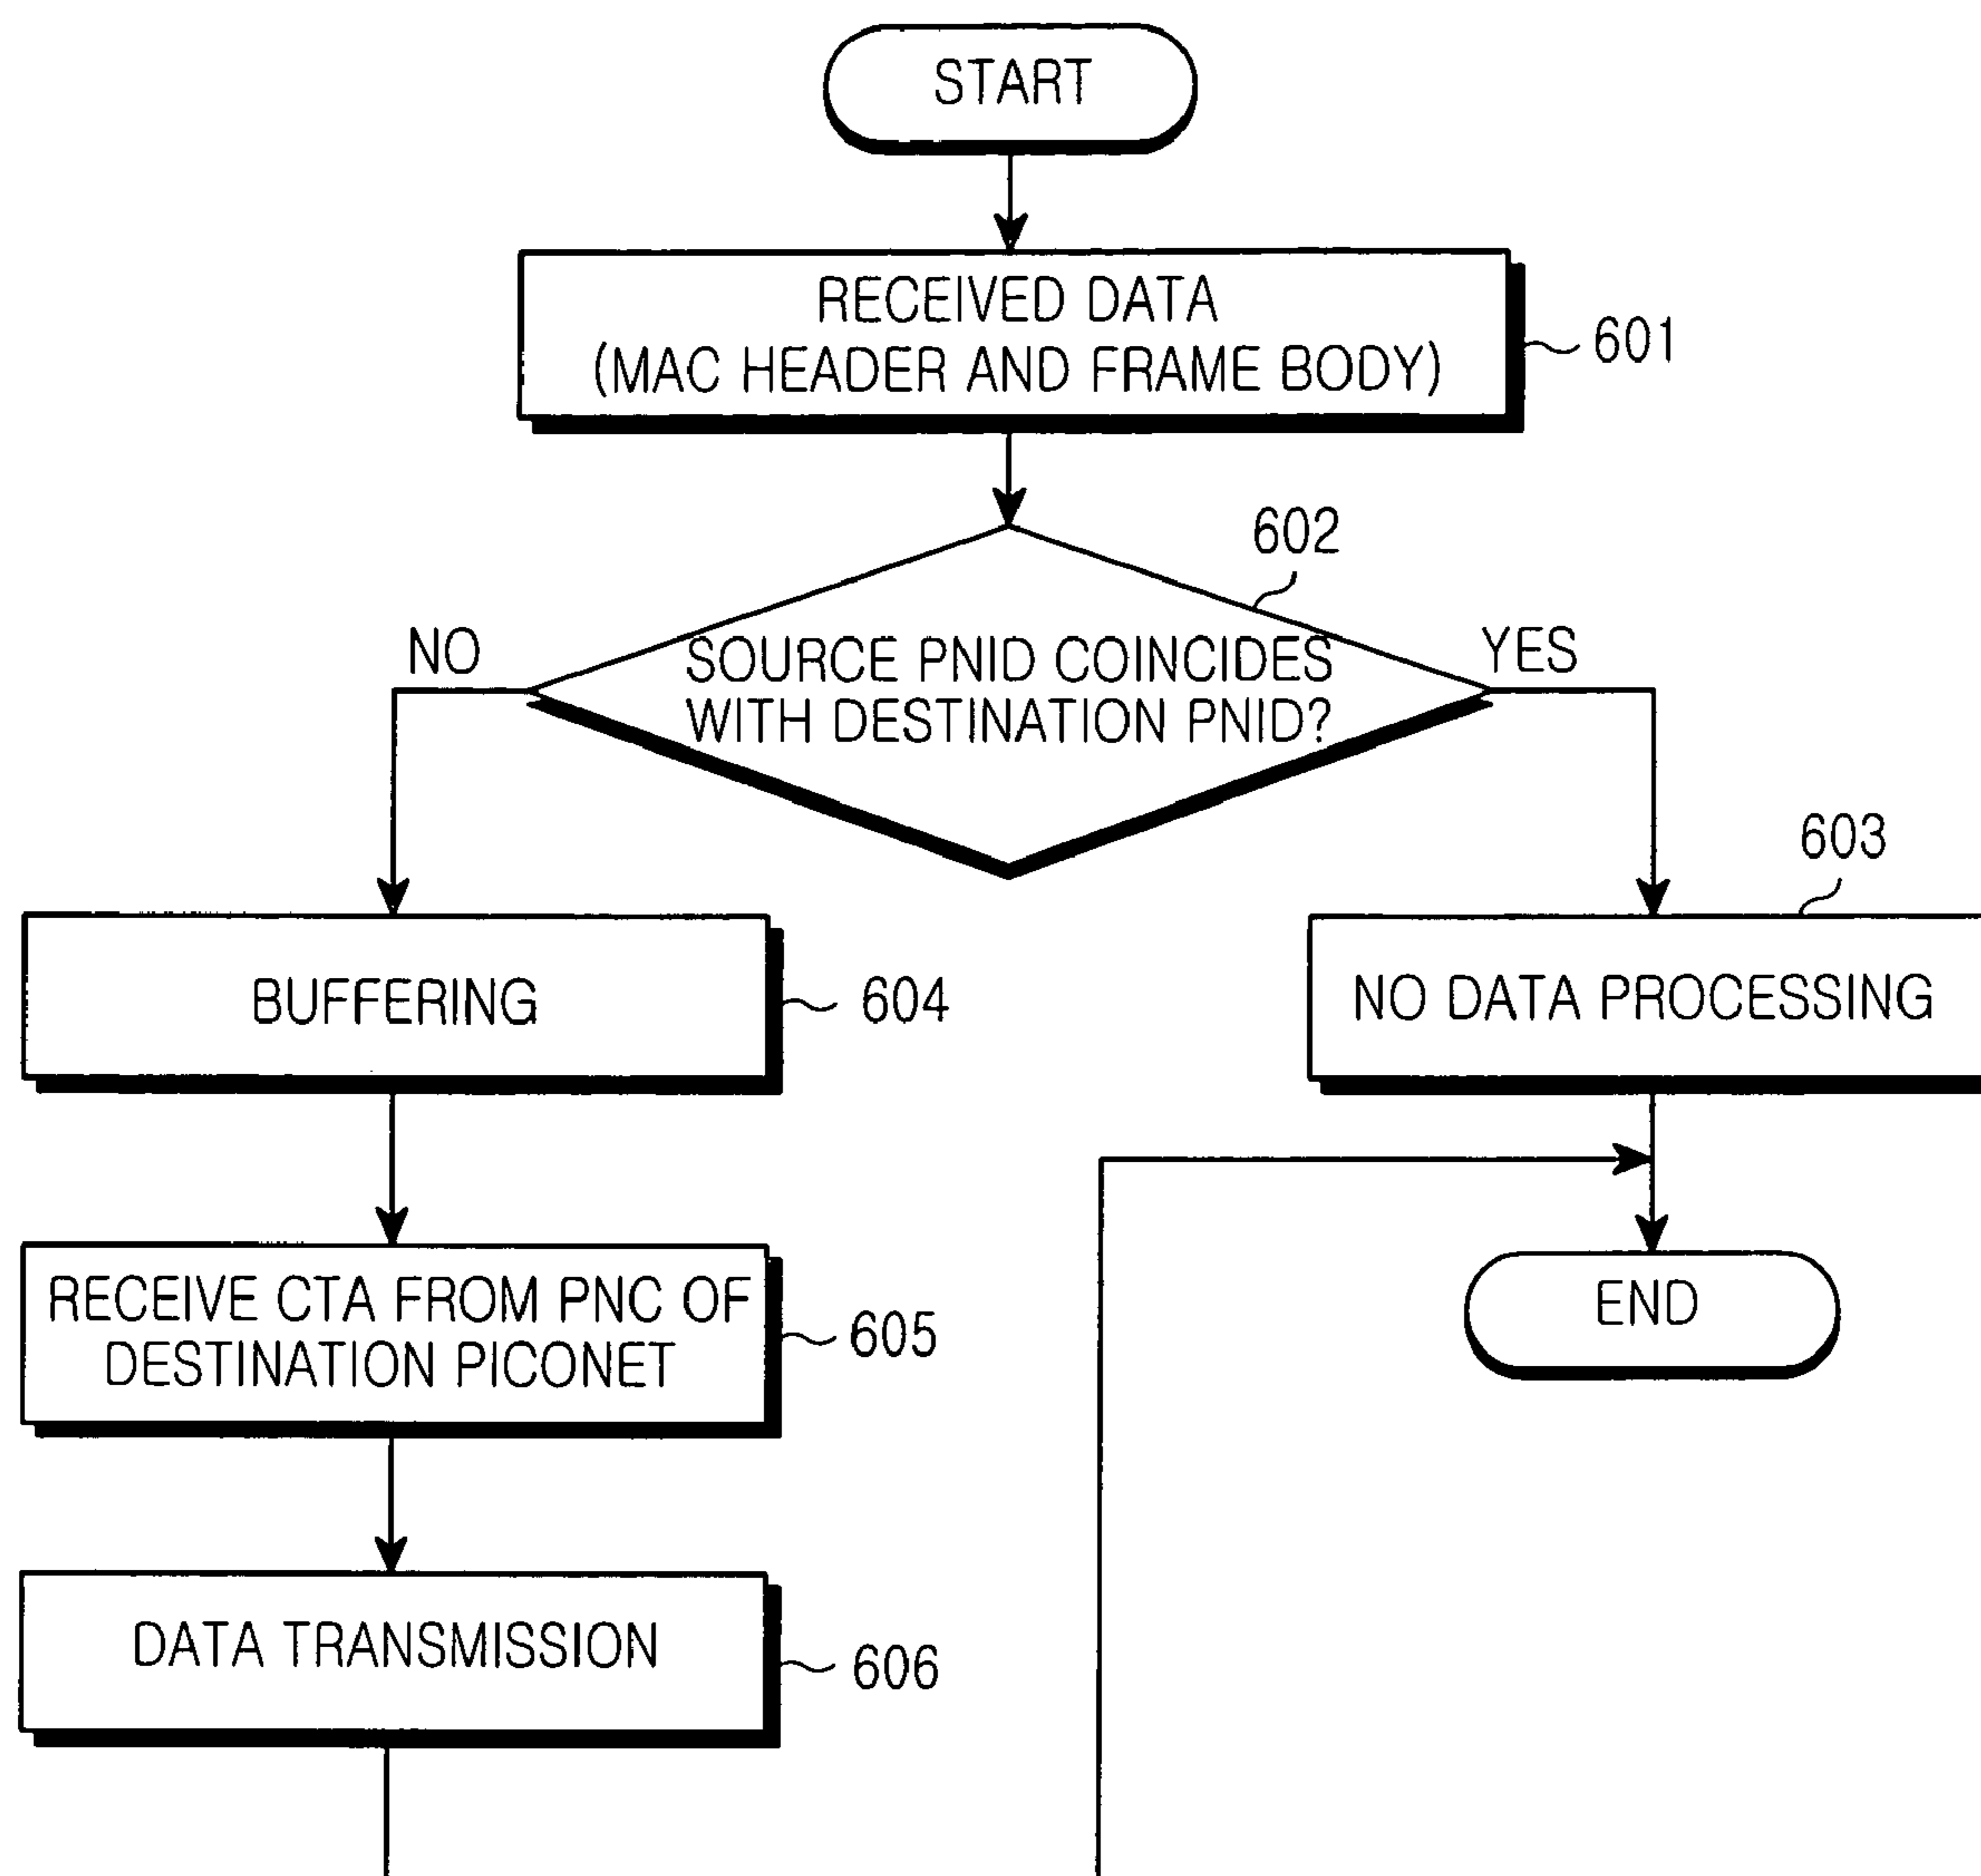 START
RECEIVED DATA
(MAC HEADER AND FRAME BODY)
601
602
NO
SOURCE PNID COINCIDES
WITH DESTINATION PNID?
YES
603
BUFFERING
604
NO DATA PROCESSING
RECEIVE CTA FROM PNC OF
DESTINATION PICONET
605
END
DATA TRANSMISSION
606